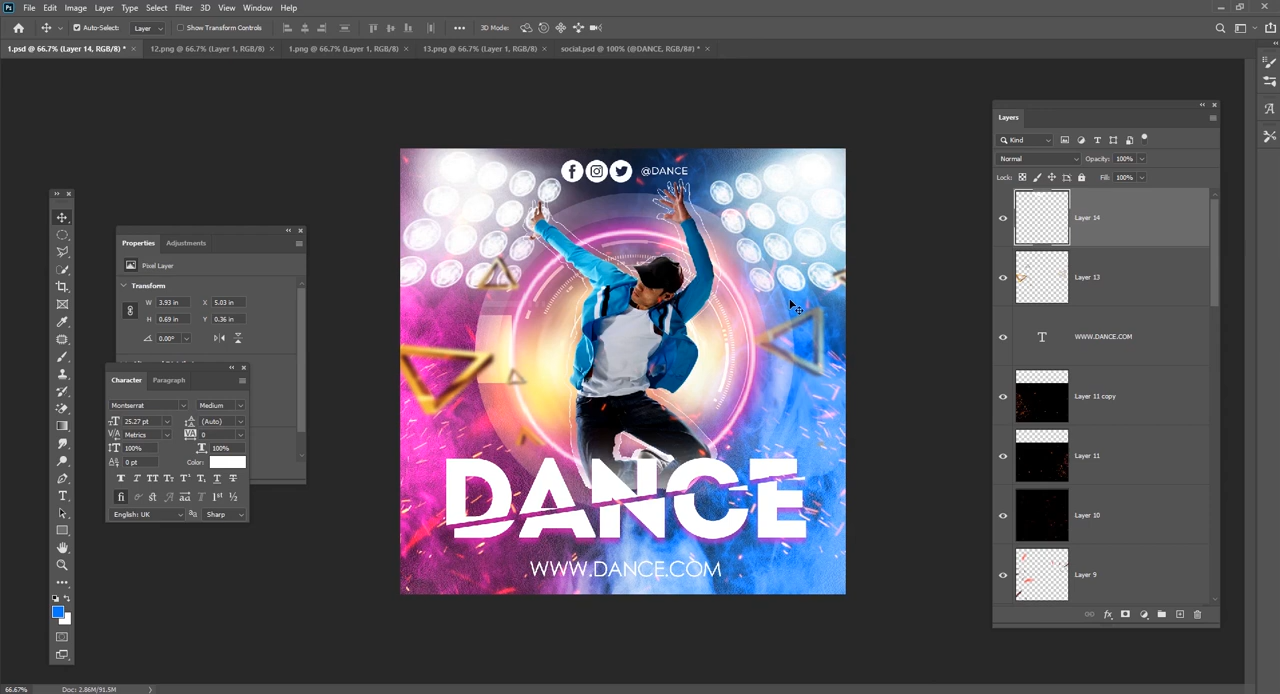 Ps File Edit Image Layer Type Select Filter 3D View Window Help
Auto-Select: Layer Show Transform Controls 3D Mode:
1.psd @ 66.7% (Layer 14, RGB/8) * × 12.png @ 66.7% (Layer 1, RGB/8) × 1.png @ 66.7% (Layer 1, RGB/8) × 13.png @ 66.7% (Layer 1, RGB/8) × social.psd @ 100% (@DANCE, RGB/8#) * ×
Layers
Kind
Normal Opacity: 100%
Lock: Fill: 100%
Layer 14
Layer 13
T WWW.DANCE.COM
Layer 11 copy
Layer 11
Layer 10
Layer 9
Properties Adjustments
Pixel Layer
Transform
W 3.93 in X 5.03 in
H 0.69 in Y 0.36 in
0.00°
Character Paragraph
Montserrat Medium
25.27 pt (Auto)
Metrics 0
100% 100%
0 pt Color:
English: UK Sharp
@DANCE
DANCE
WWW.DANCE.COM
66.67% Doc: 2.86M/91.5M